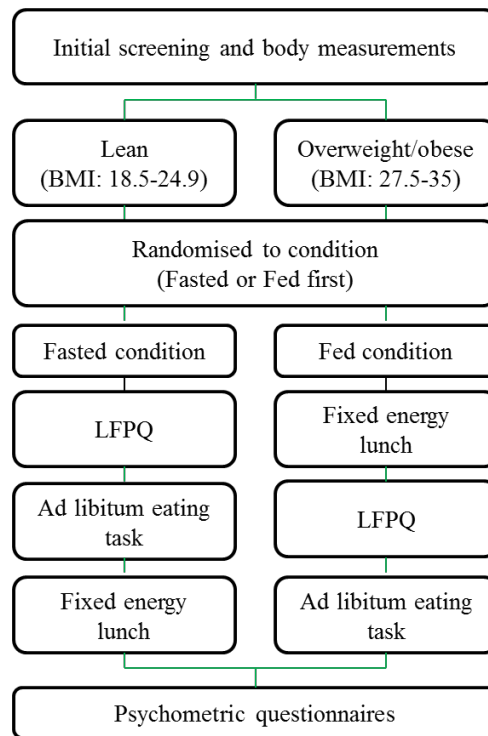 Initial screening and body measurements
Lean
(BMI: 18.5-24.9)
Overweight/obese
(BMI: 27.5-35)
Randomised to condition
(Fasted or Fed first)
Fasted condition
Fed condition
LFPQ
Fixed energy
lunch
Ad libitum eating
task
LFPQ
Fixed energy
lunch
Ad libitum eating
task
Psychometric questionnaires